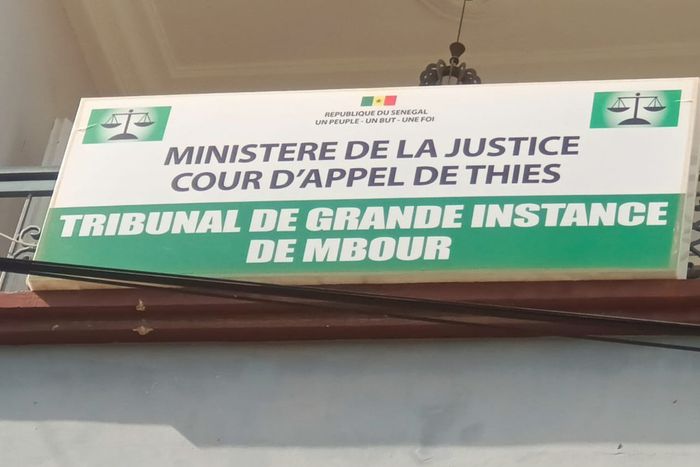 REPUBLIQUE DU SENEGAL
UN PEUPLE - UN BUT - UNE FOI
MINISTERE DE LA JUSTICE
COUR D'APPEL DE THIES
TRIBUNAL DE GRANDE INSTANCE
DE MBOUR